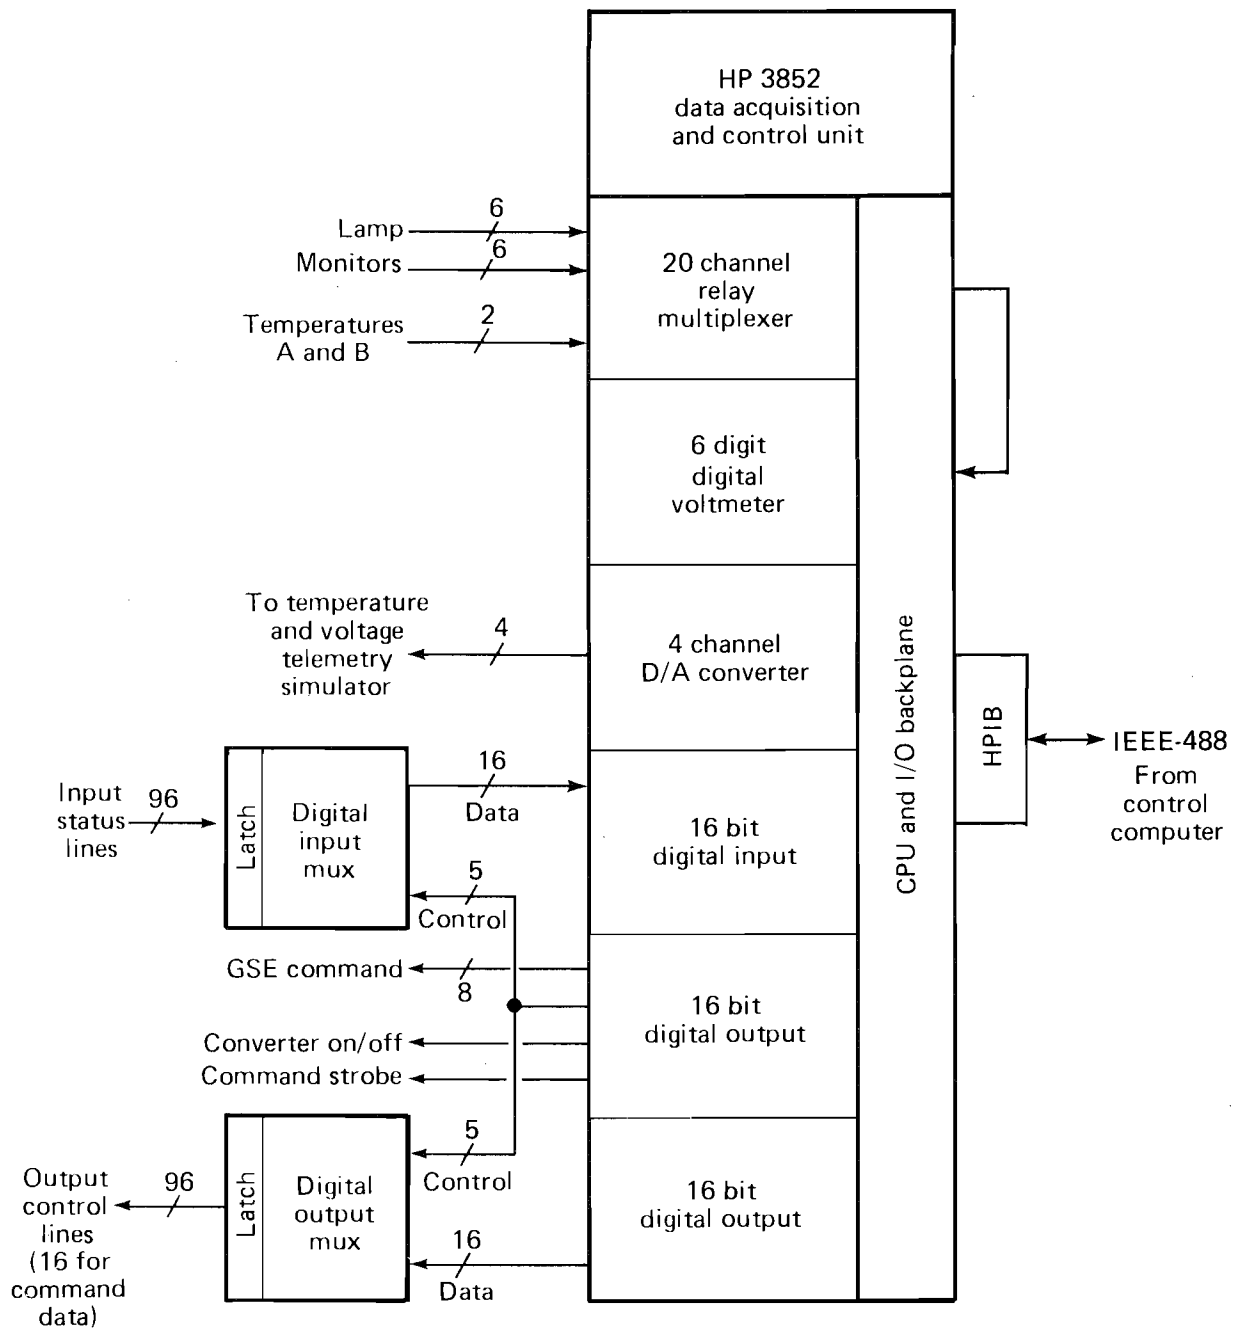 HP 3852
data acquisition
and control unit
6
Lamp
6
Monitors
20 channel
relay
multiplexer
2
Temperatures
A and B
6 digit
digital
voltmeter
To temperature
and voltage
telemetry
simulator
4
4 channel
D/A converter
CPU and I/O backplane
HPIB
IEEE-488
From
control
computer
Input
status
lines
96
Latch
Digital
input
mux
16
Data
16 bit
digital input
5
Control
GSE command
8
16 bit
digital output
Converter on/off
Command strobe
5
Control
Output
control
lines
(16 for
command
data)
96
Latch
Digital
output
mux
16 bit
digital output
16
Data